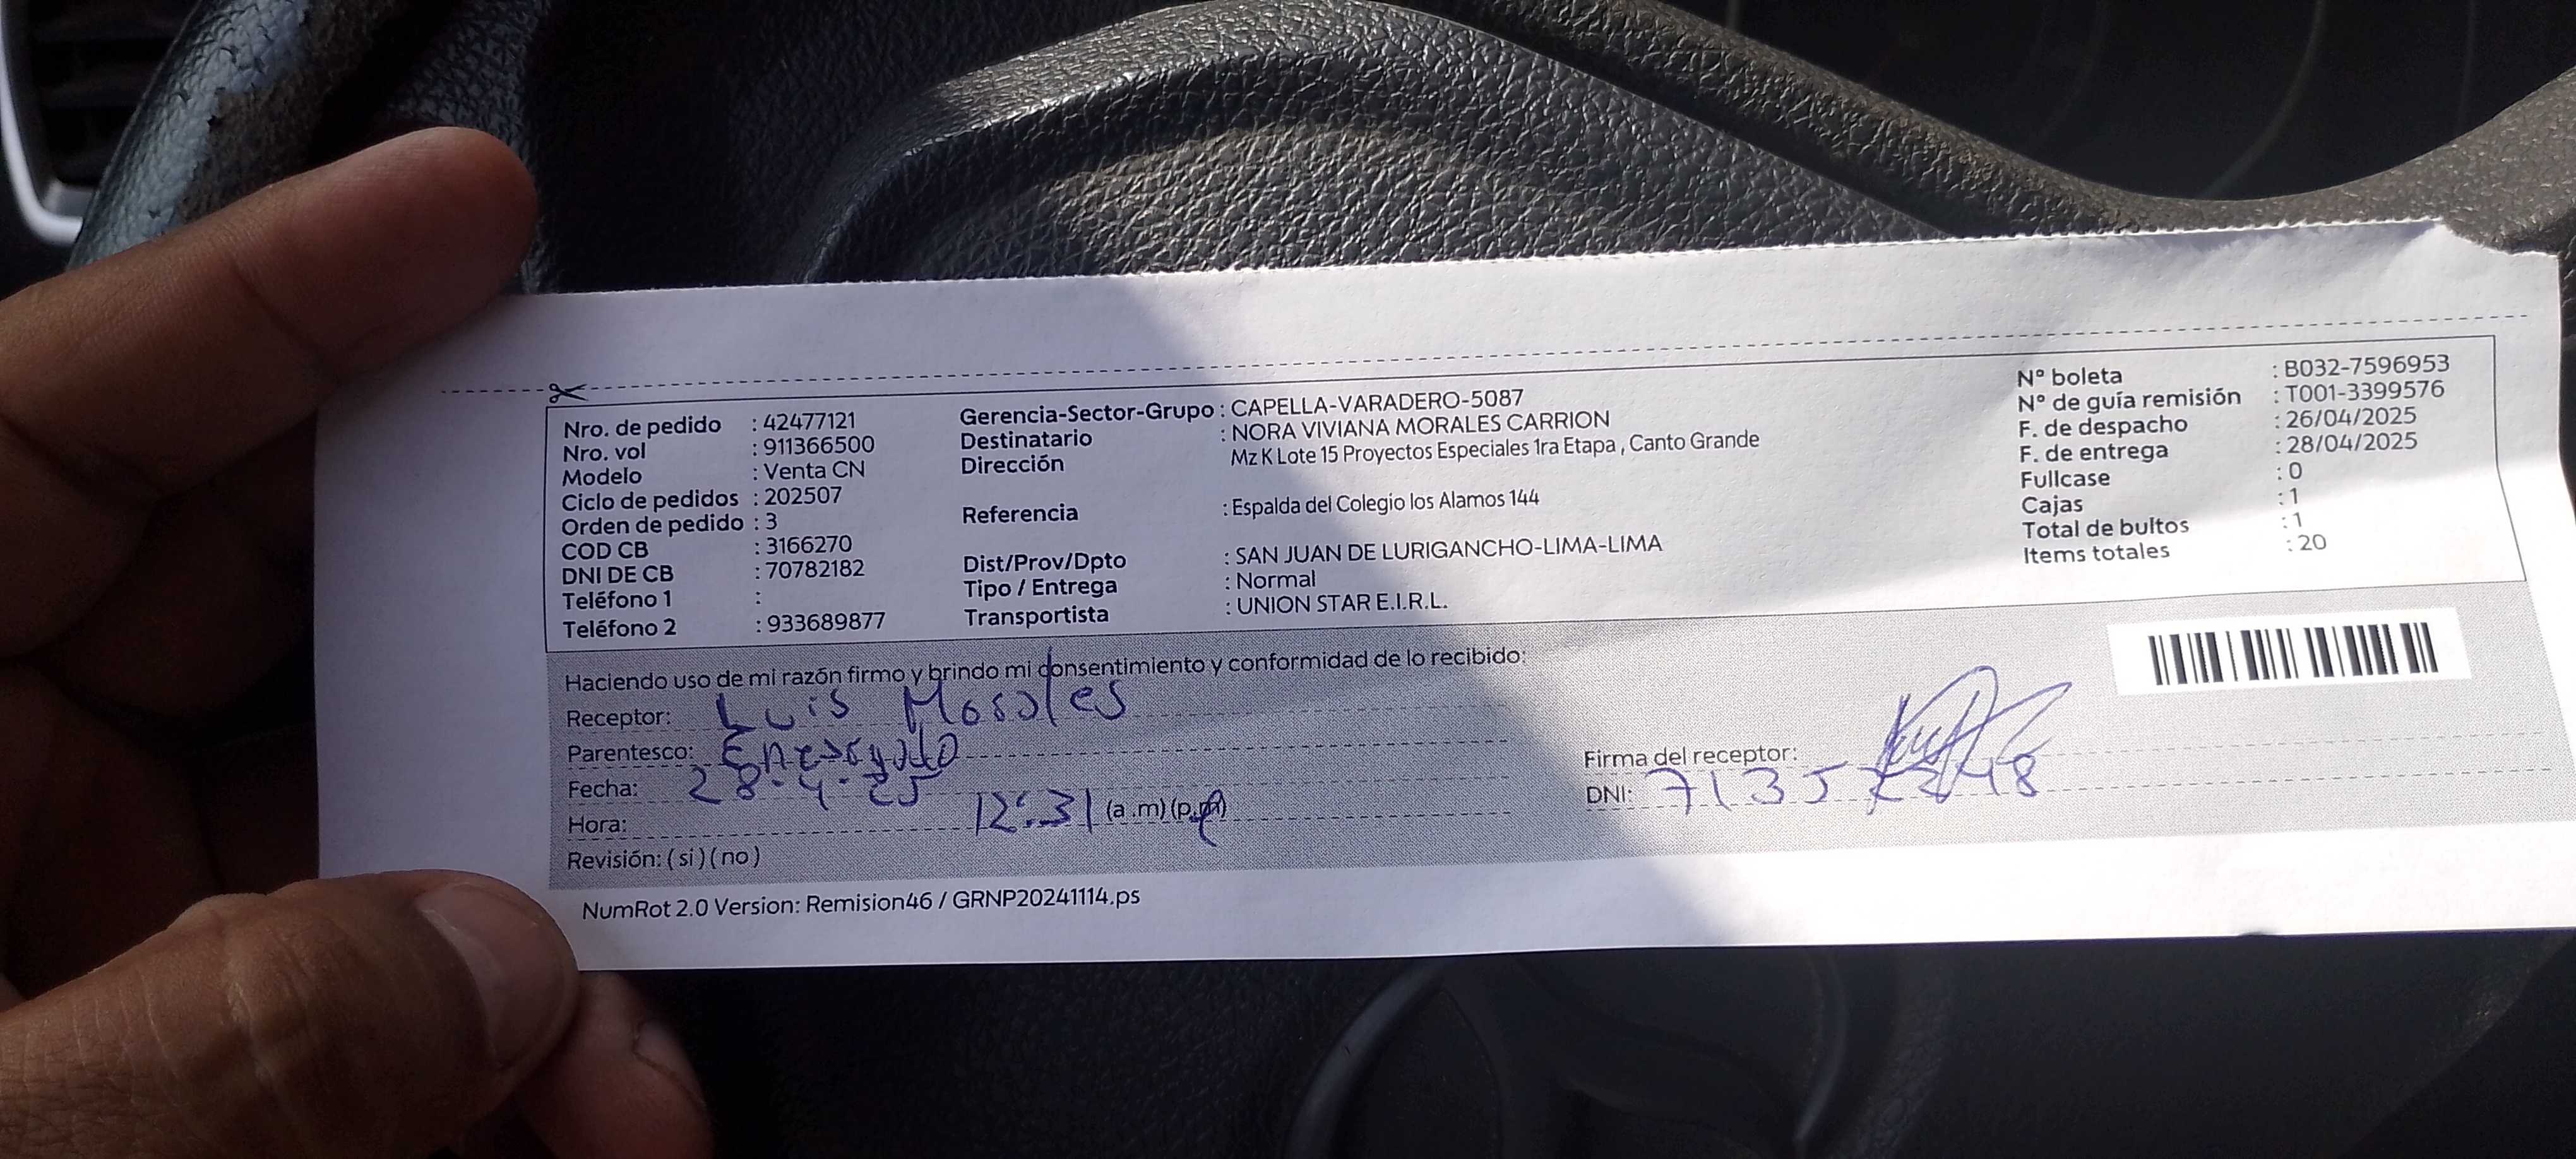 Nro. de pedido : 42477121
Nro. vol : 911366500
Modelo : Venta CN
Ciclo de pedidos : 202507
Orden de pedido : 3
COD CB : 3166270
DNI DE CB : 70782182
Teléfono 1 :
Teléfono 2 : 933689877
Gerencia-Sector-Grupo : CAPELLA-VARADERO-5087
Destinatario : NORA VIVIANA MORALES CARRION
Dirección Mz K Lote 15 Proyectos Especiales 1ra Etapa , Canto Grande
Referencia : Espalda del Colegio los Alamos 144
Dist/Prov/Dpto : SAN JUAN DE LURIGANCHO-LIMA-LIMA
Tipo / Entrega : Normal
Transportista : UNION STAR E.I.R.L.
N° boleta : B032-7596953
N° de guía remisión : T001-3399576
F. de despacho : 26/04/2025
F. de entrega : 28/04/2025
Fullcase : 0
Cajas : 1
Total de bultos : 1
Items totales : 20
Haciendo uso de mi razón firmo y brindo mi consentimiento y conformidad de lo recibido:
Receptor: Luis Morales
Parentesco: Encargado
Fecha: 28-4-25
Hora: 12:31 (a.m) (p.m)
Revisión: ( si ) ( no )
Firma del receptor:
DNI:
NumRot 2.0 Version: Remision46 / GRNP20241114.ps